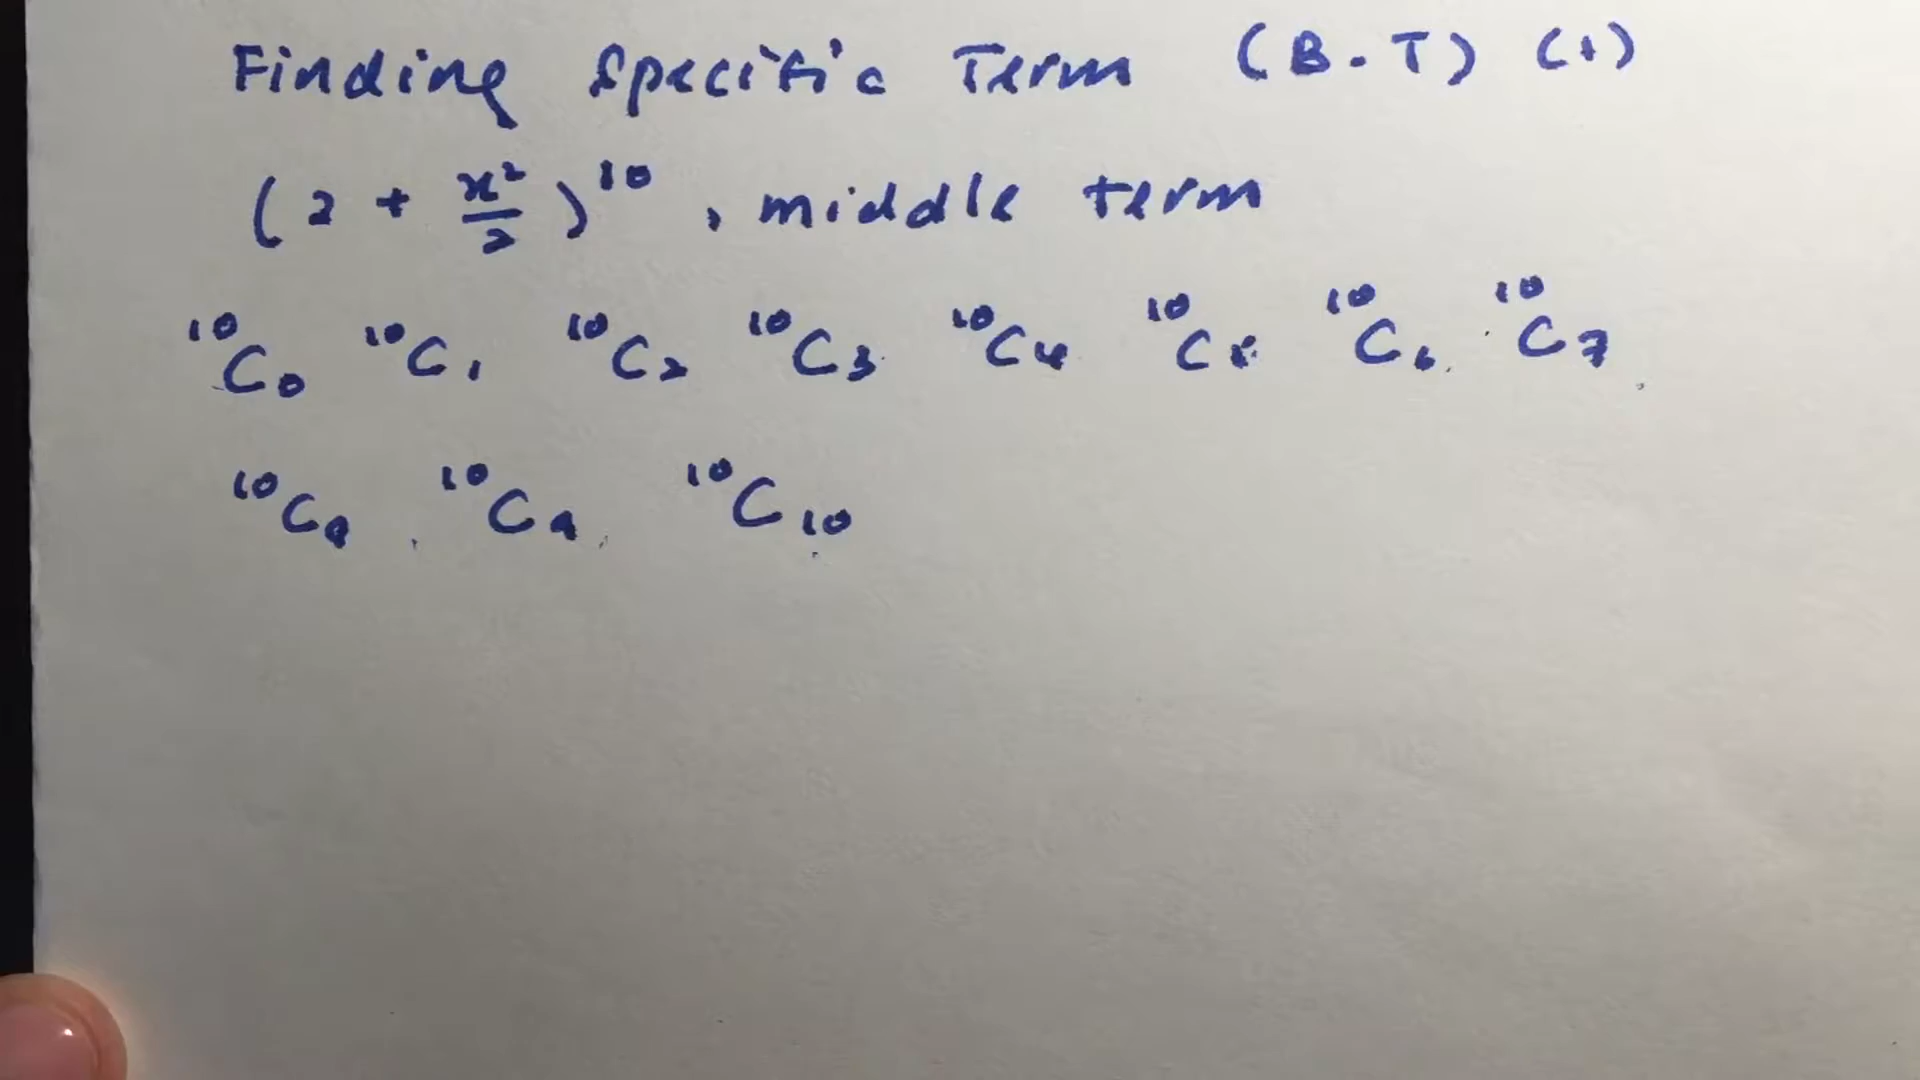 Finding Specific Term (B.T) (1)
(2 + x²/2)¹⁰, middle term
¹⁰C₀ ¹⁰C₁ ¹⁰C₂ ¹⁰C₃ ¹⁰C₄ ¹⁰C₅ ¹⁰C₆ ¹⁰C₇
¹⁰C₈ ¹⁰C₉ ¹⁰C₁₀